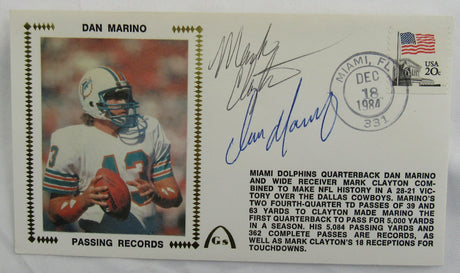 DAN MARINO
Mark
Clayton
Dan Marino
MIAMI, FL
DEC
18
1984
331
USA
20c
13
PASSING RECORDS
G S
MIAMI DOLPHINS QUARTERBACK DAN MARINO
AND WIDE RECEIVER MARK CLAYTON COM-
BINED TO MAKE NFL HISTORY IN A 28-21 VIC-
TORY OVER THE DALLAS COWBOYS. MARINO'S
TWO FOURTH-QUARTER TD PASSES OF 39 AND
63 YARDS TO CLAYTON MADE MARINO THE
FIRST QUARTERBACK TO PASS FOR 5,000 YARDS
IN A SEASON. HIS 5,084 PASSING YARDS AND
362 COMPLETE PASSES ARE RECORDS, AS
WELL AS MARK CLAYTON'S 18 RECEPTIONS FOR
TOUCHDOWNS.